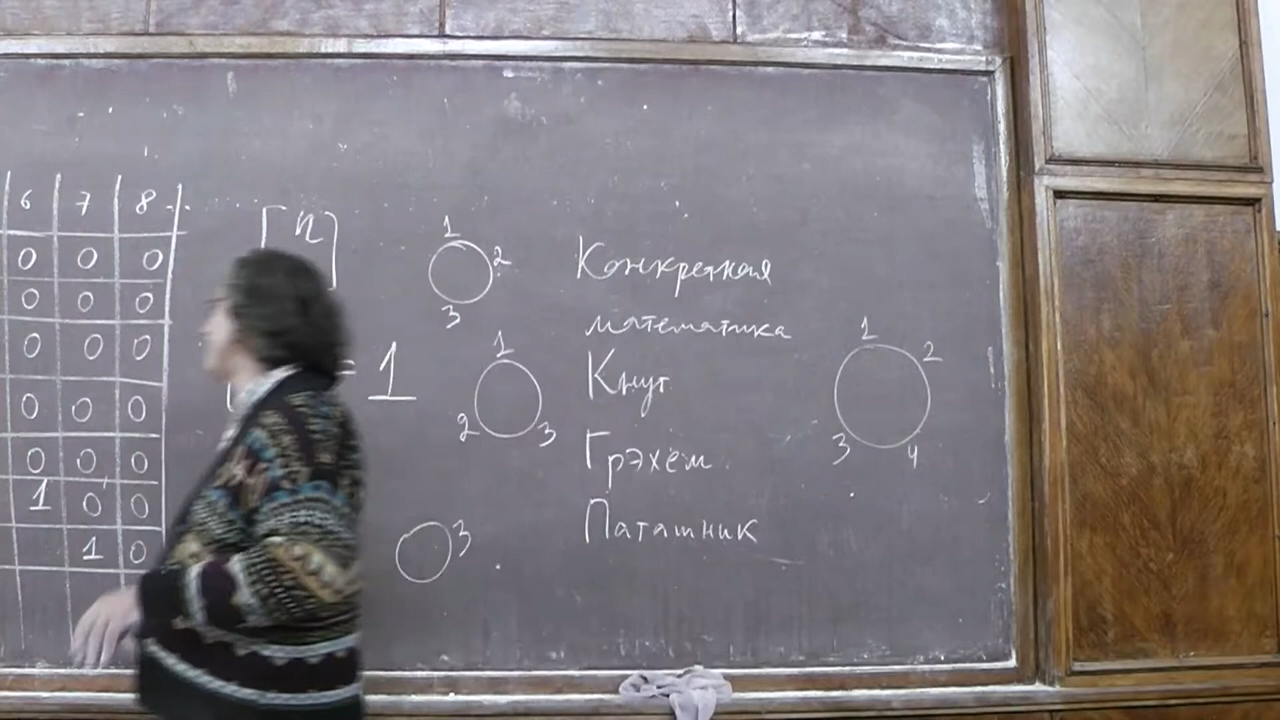 6 7 8
0 0 0
0 0 0
0 0 0
0 0 0
0 0 0
1 0 0
1 0
[n]
= 1
1
2
3
1
2 3
3
Конкретная
математика
Кнут
Грэхем
Паташник
1
2
3 4